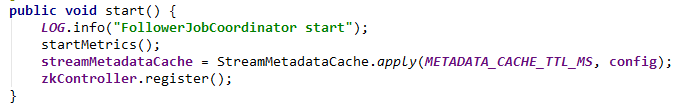 public void start() {
LOG.info("FollowerJobCoordinator start");
startMetrics();
streamMetadataCache = StreamMetadataCache.apply(METADATA_CACHE_TTL_MS, config);
zkController.register();
}